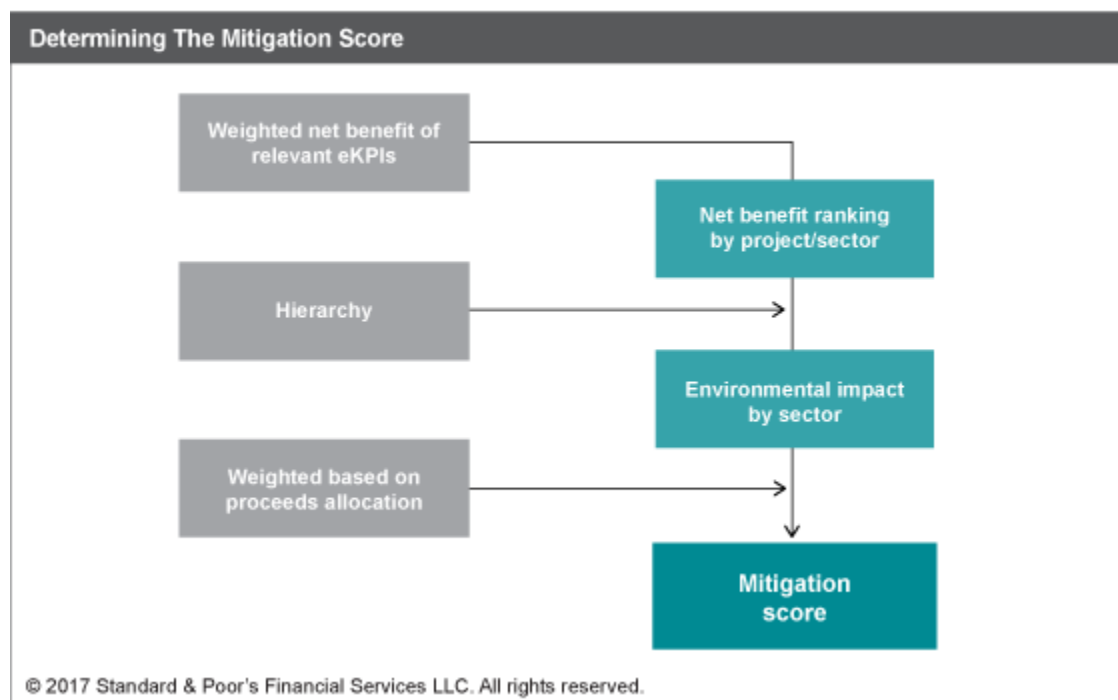 Determining The Mitigation Score
Weighted net benefit of
relevant eKPIs
Net benefit ranking
by project/sector
Hierarchy
Environmental impact
by sector
Weighted based on
proceeds allocation
Mitigation
score
© 2017 Standard & Poor's Financial Services LLC. All rights reserved.